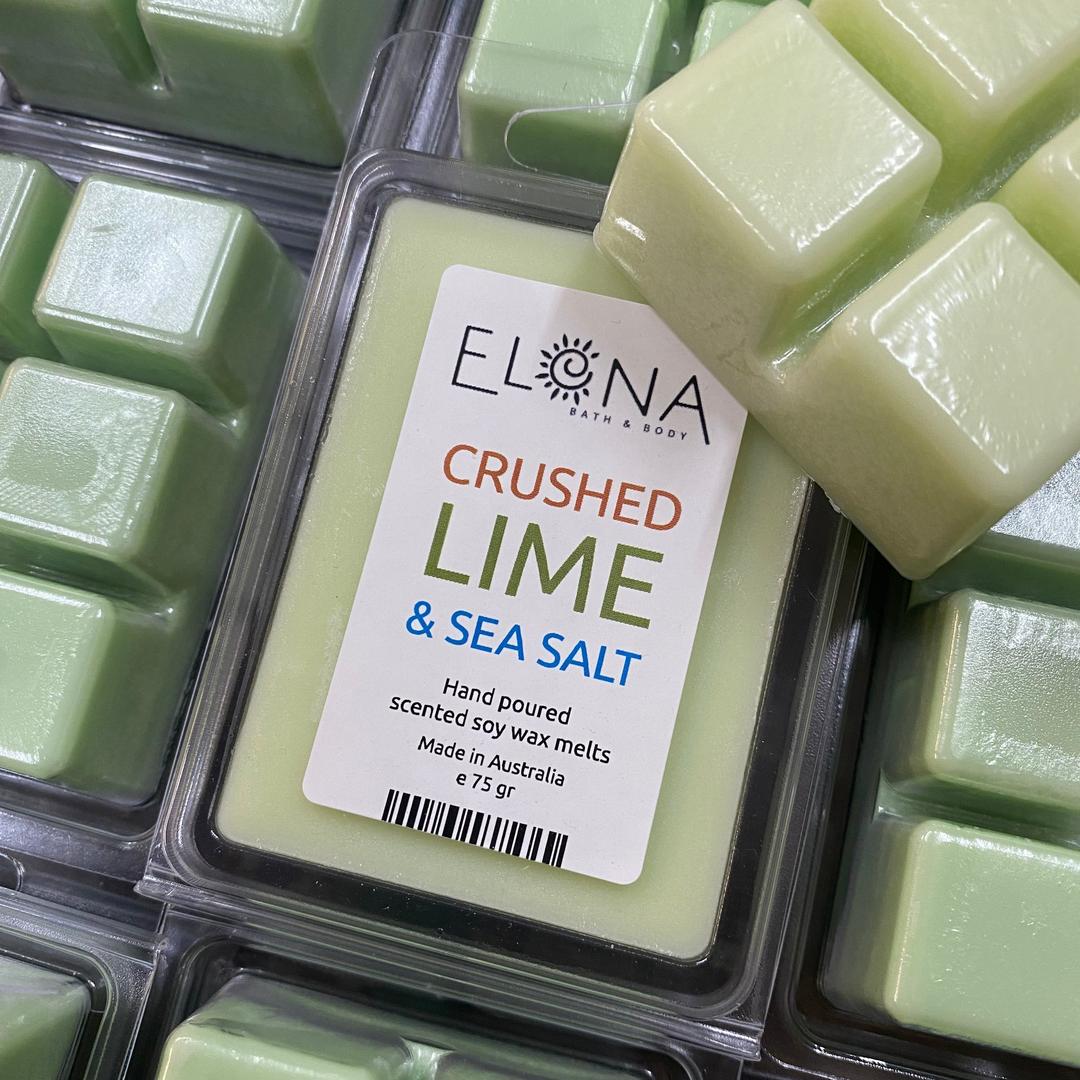 ELONA
BATH & BODY
CRUSHED
LIME
& SEA SALT
Hand poured
scented soy wax melts
Made in Australia
e 75 gr